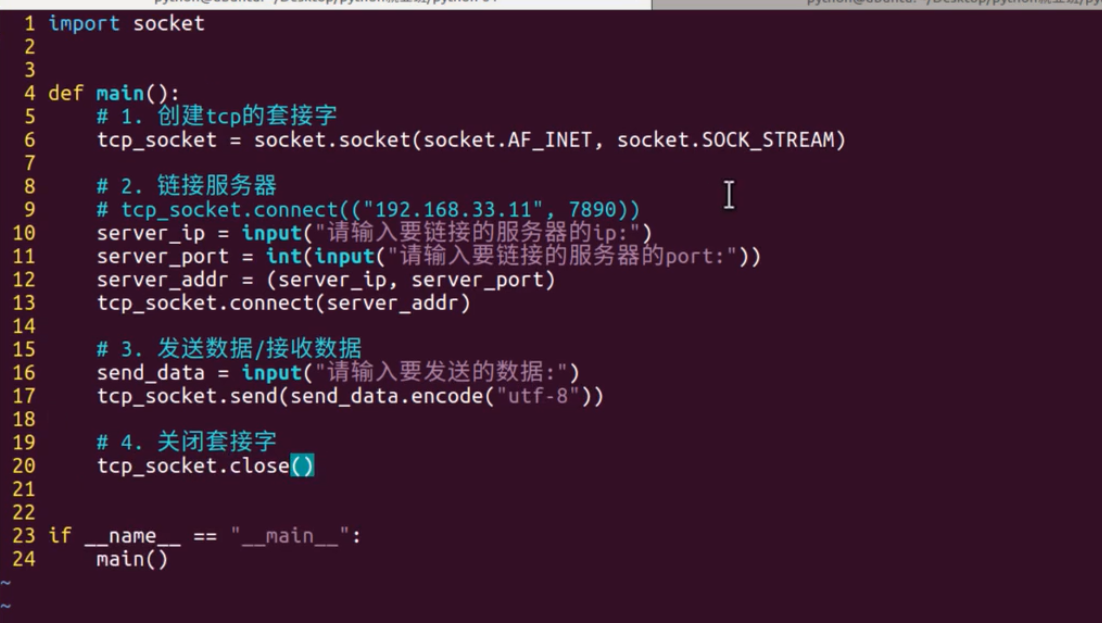 1 import socket
2
3
4 def main():
5     # 1. 创建tcp的套接字
6     tcp_socket = socket.socket(socket.AF_INET, socket.SOCK_STREAM)
7
8     # 2. 链接服务器
9     # tcp_socket.connect(("192.168.33.11", 7890))
10     server_ip = input("请输入要链接的服务器的ip:")
11     server_port = int(input("请输入要链接的服务器的port:"))
12     server_addr = (server_ip, server_port)
13     tcp_socket.connect(server_addr)
14
15     # 3. 发送数据/接收数据
16     send_data = input("请输入要发送的数据:")
17     tcp_socket.send(send_data.encode("utf-8"))
18
19     # 4. 关闭套接字
20     tcp_socket.close()
21
22
23 if __name__ == "__main__":
24     main()
~
~